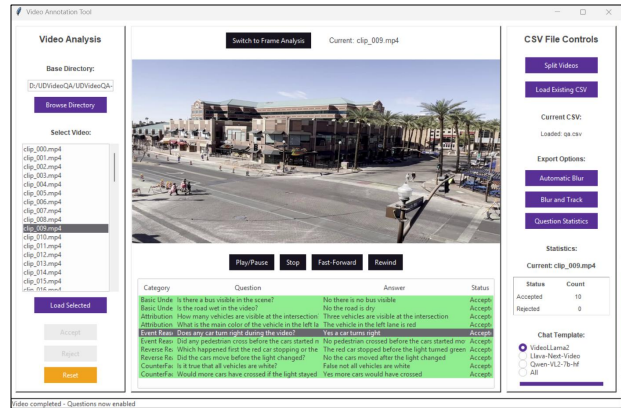 Video Annotation Tool
Video Analysis
Base Directory:
D:/UDVideoQA/UDVideoQA-
Browse Directory
Select Video:
clip_000.mp4
clip_001.mp4
clip_002.mp4
clip_003.mp4
clip_004.mp4
clip_005.mp4
clip_006.mp4
clip_007.mp4
clip_008.mp4
clip_009.mp4
clip_010.mp4
clip_011.mp4
clip_012.mp4
clip_013.mp4
clip_014.mp4
clip_015.mp4
clip_016.mp4
Load Selected
Accept
Reject
Reset
Switch to Frame Analysis Current: clip_009.mp4
Play/Pause Stop Fast-Forward Rewind
Category Question Answer Status
Basic Unde Is there a bus visible in the scene? No there is no bus visible Accept
Basic Unde Is the road wet in the video? No the road is dry Accept
Attribution How many vehicles are visible at the intersection Three vehicles are visible at the intersection Accept
Attribution What is the main color of the vehicle in the left la The vehicle in the left lane is red Accept
Event Reas Does any car turn right during the video? Yes a car turns right Accept
Event Reas Did any pedestrian cross before the cars started n No pedestrian crossed before the cars started mo Accept
Reverse Re Which happened first the red car stopping or the The red car stopped before the light turned green Accept
Reverse Re Did the cars move before the light changed? No the cars moved after the light changed Accept
CounterFac Is it true that all vehicles are white? False not all vehicles are white Accept
CounterFac Would more cars have crossed if the light stayed Yes more cars would have crossed Accept
CSV File Controls
Split Videos
Load Existing CSV
Current CSV:
Loaded: qa.csv
Export Options:
Automatic Blur
Blur and Track
Question Statistics
Statistics:
Current: clip_009.mp4
Status Count
Accepted 10
Rejected 0
Chat Template:
VideoLLama2
Llava-Next-Video
Qwen-VL2-7b-hf
All
Video completed - Questions now enabled